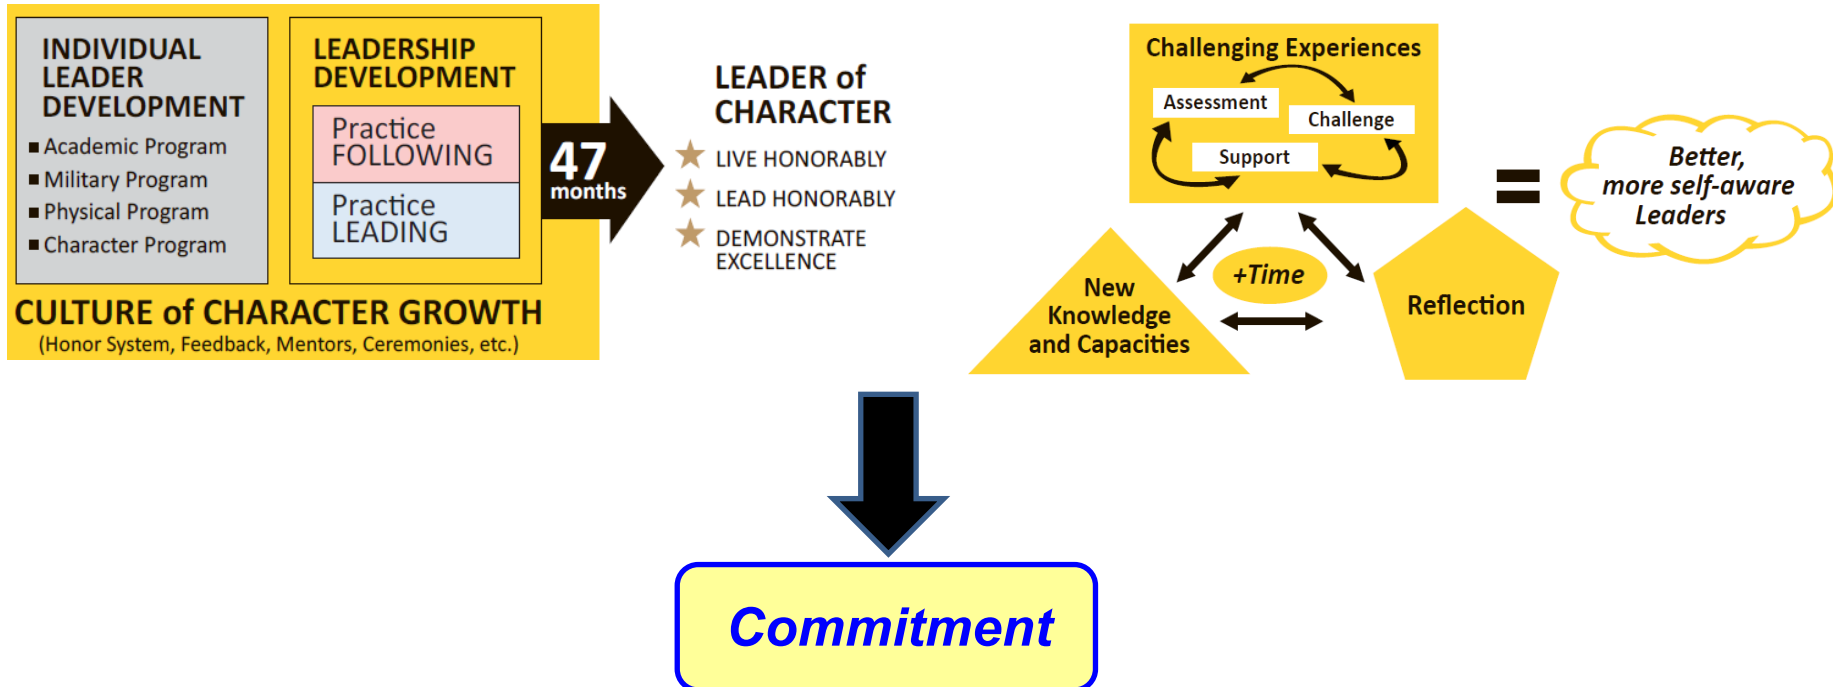 INDIVIDUAL
LEADER
DEVELOPMENT
Academic Program
Military Program
Physical Program
Character Program
LEADERSHIP
DEVELOPMENT
Practice
FOLLOWING
Practice
LEADING
CULTURE of CHARACTER GROWTH
(Honor System, Feedback, Mentors, Ceremonies, etc.)
47
months
LEADER of
CHARACTER
LIVE HONORABLY
LEAD HONORABLY
DEMONSTRATE
EXCELLENCE
Challenging Experiences
Assessment
Challenge
Support
+Time
New
Knowledge
and Capacities
Reflection
=
Better,
more self-aware
Leaders
Commitment